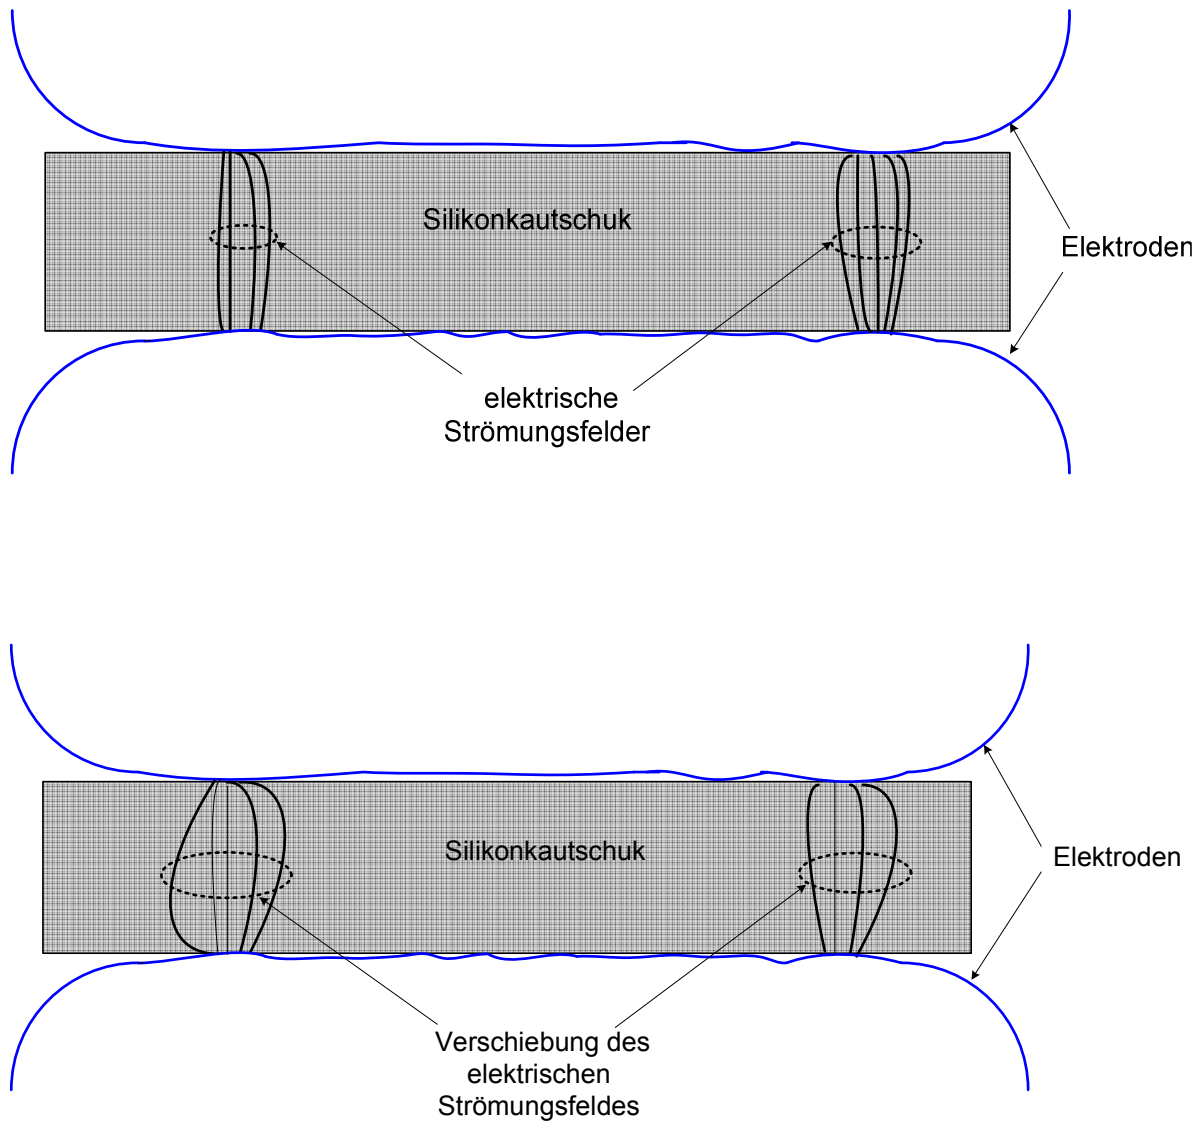 Silikonkautschuk
Elektroden
elektrische
Strömungsfelder
Silikonkautschuk
Elektroden
Verschiebung des
elektrischen
Strömungsfeldes